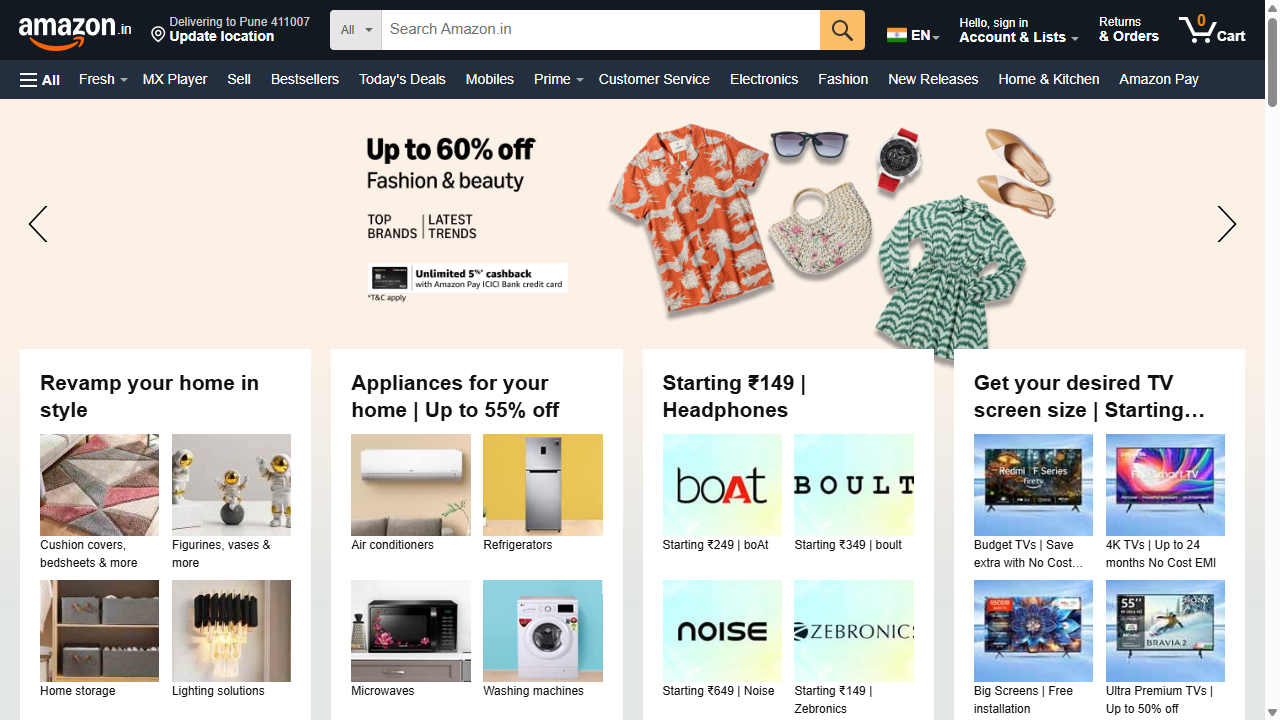 amazon.in
Delivering to Pune 411007
Update location
All
Search Amazon.in
EN
Hello, sign in
Account & Lists
Returns
& Orders
0
Cart
All
Fresh
MX Player
Sell
Bestsellers
Today's Deals
Mobiles
Prime
Customer Service
Electronics
Fashion
New Releases
Home & Kitchen
Amazon Pay
Up to 60% off
Fashion & beauty
TOP BRANDS | LATEST TRENDS
Unlimited 5%* cashback
with Amazon Pay ICICI Bank credit card
*T&C apply
Revamp your home in
style
Cushion covers,
bedsheets & more
Figurines, vases &
more
Home storage
Lighting solutions
Appliances for your
home | Up to 55% off
Air conditioners
Refrigerators
Microwaves
Washing machines
Starting ₹149 |
Headphones
boAt
Starting ₹249 | boAt
BOULT
Starting ₹349 | boult
noise
Starting ₹649 | Noise
ZEBRONICS
Starting ₹149 |
Zebronics
Get your desired TV
screen size | Starting…
Redmi F Series
firetv
Budget TVs | Save
extra with No Cost…
4K TVs | Up to 24
months No Cost EMI
Big Screens | Free
installation
55"
SONY
BRAVIA 2
Ultra Premium TVs |
Up to 50% off